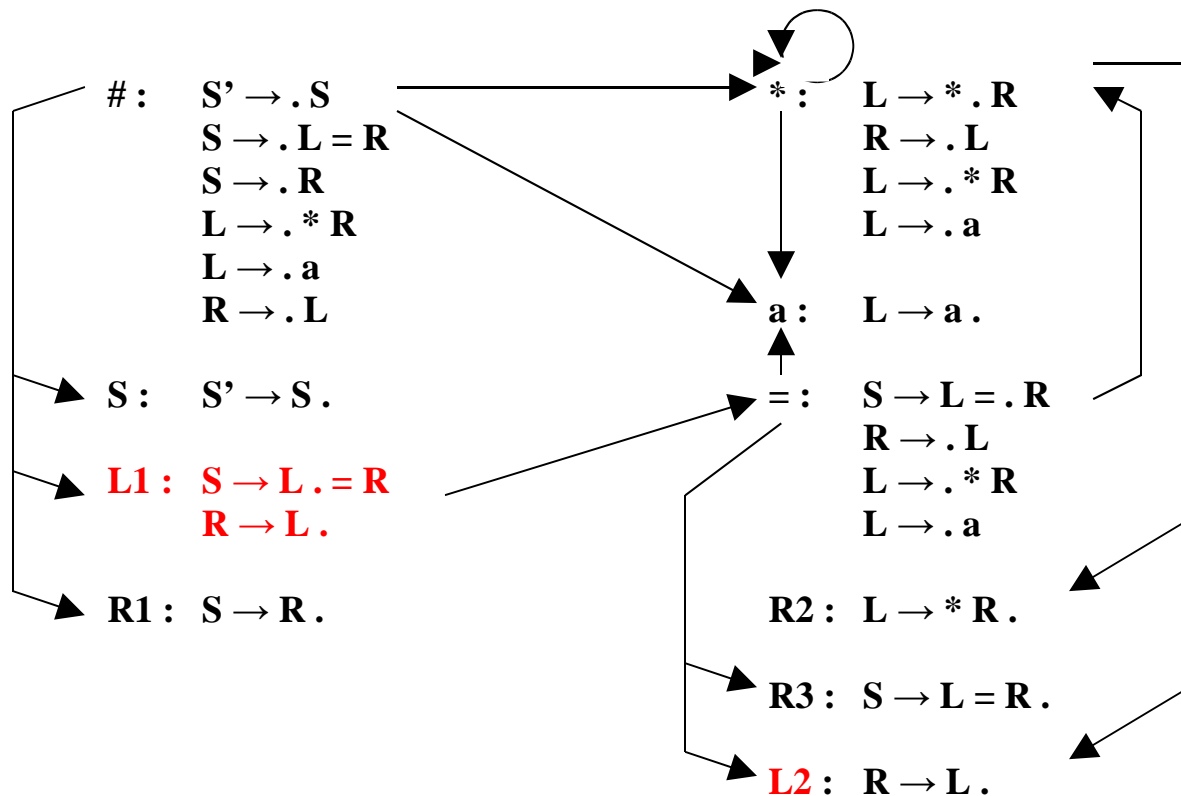 # : S’ → . S
S → . L = R
S → . R
L → . * R
L → . a
R → . L
S : S’ → S .
L1 : S → L . = R
R → L .
R1 : S → R .
* : L → * . R
R → . L
L → . * R
L → . a
a : L → a .
= : S → L = . R
R → . L
L → . * R
L → . a
R2 : L → * R .
R3 : S → L = R .
L2 : R → L .